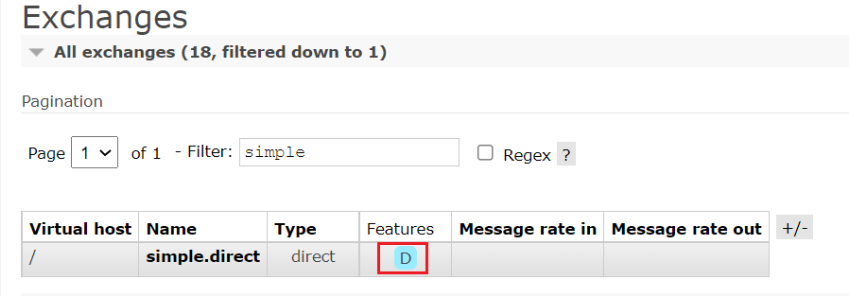 Exchanges
All exchanges (18, filtered down to 1)
Pagination
Page 1 of 1 - Filter: simple Regex ?
Virtual host Name Type Features Message rate in Message rate out +/-
/ simple.direct direct D